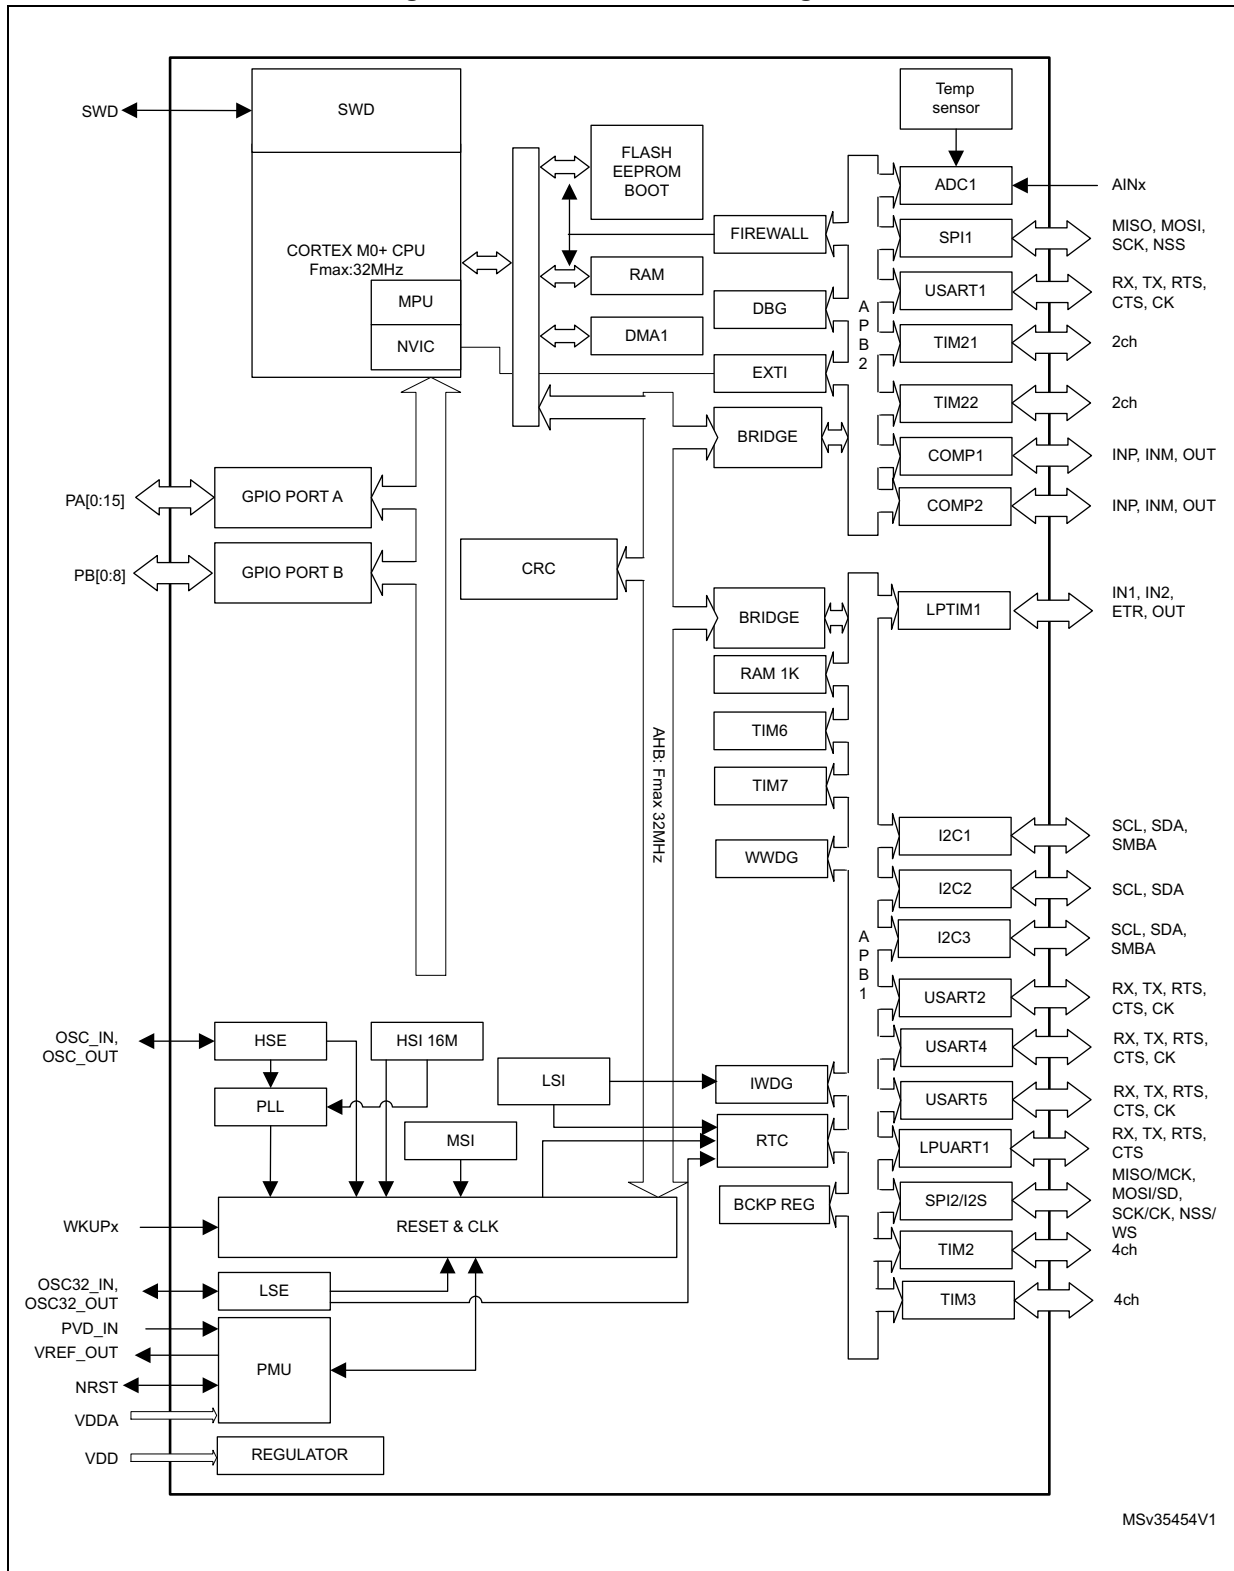 SWD
SWD
CORTEX M0+ CPU
Fmax:32MHz
MPU
NVIC
FLASH
EEPROM
BOOT
RAM
DMA1
FIREWALL
DBG
EXTI
BRIDGE
A
P
B
2
Temp
sensor
ADC1
AINx
SPI1
MISO, MOSI,
SCK, NSS
USART1
RX, TX, RTS,
CTS, CK
TIM21
2ch
TIM22
2ch
COMP1
INP, INM, OUT
COMP2
INP, INM, OUT
PA[0:15]
GPIO PORT A
PB[0:8]
GPIO PORT B
CRC
AHB: Fmax 32MHz
BRIDGE
RAM 1K
TIM6
TIM7
WWDG
A
P
B
1
LPTIM1
IN1, IN2,
ETR, OUT
I2C1
SCL, SDA,
SMBA
I2C2
SCL, SDA
I2C3
SCL, SDA,
SMBA
USART2
RX, TX, RTS,
CTS, CK
USART4
RX, TX, RTS,
CTS, CK
USART5
RX, TX, RTS,
CTS, CK
LPUART1
RX, TX, RTS,
CTS
SPI2/I2S
MISO/MCK,
MOSI/SD,
SCK/CK, NSS/
WS
TIM2
4ch
TIM3
4ch
OSC_IN,
OSC_OUT
HSE
HSI 16M
PLL
LSI
IWDG
MSI
RTC
BCKP REG
WKUPx
RESET & CLK
OSC32_IN,
OSC32_OUT
LSE
PVD_IN
VREF_OUT
NRST
VDDA
PMU
VDD
REGULATOR
MSv35454V1